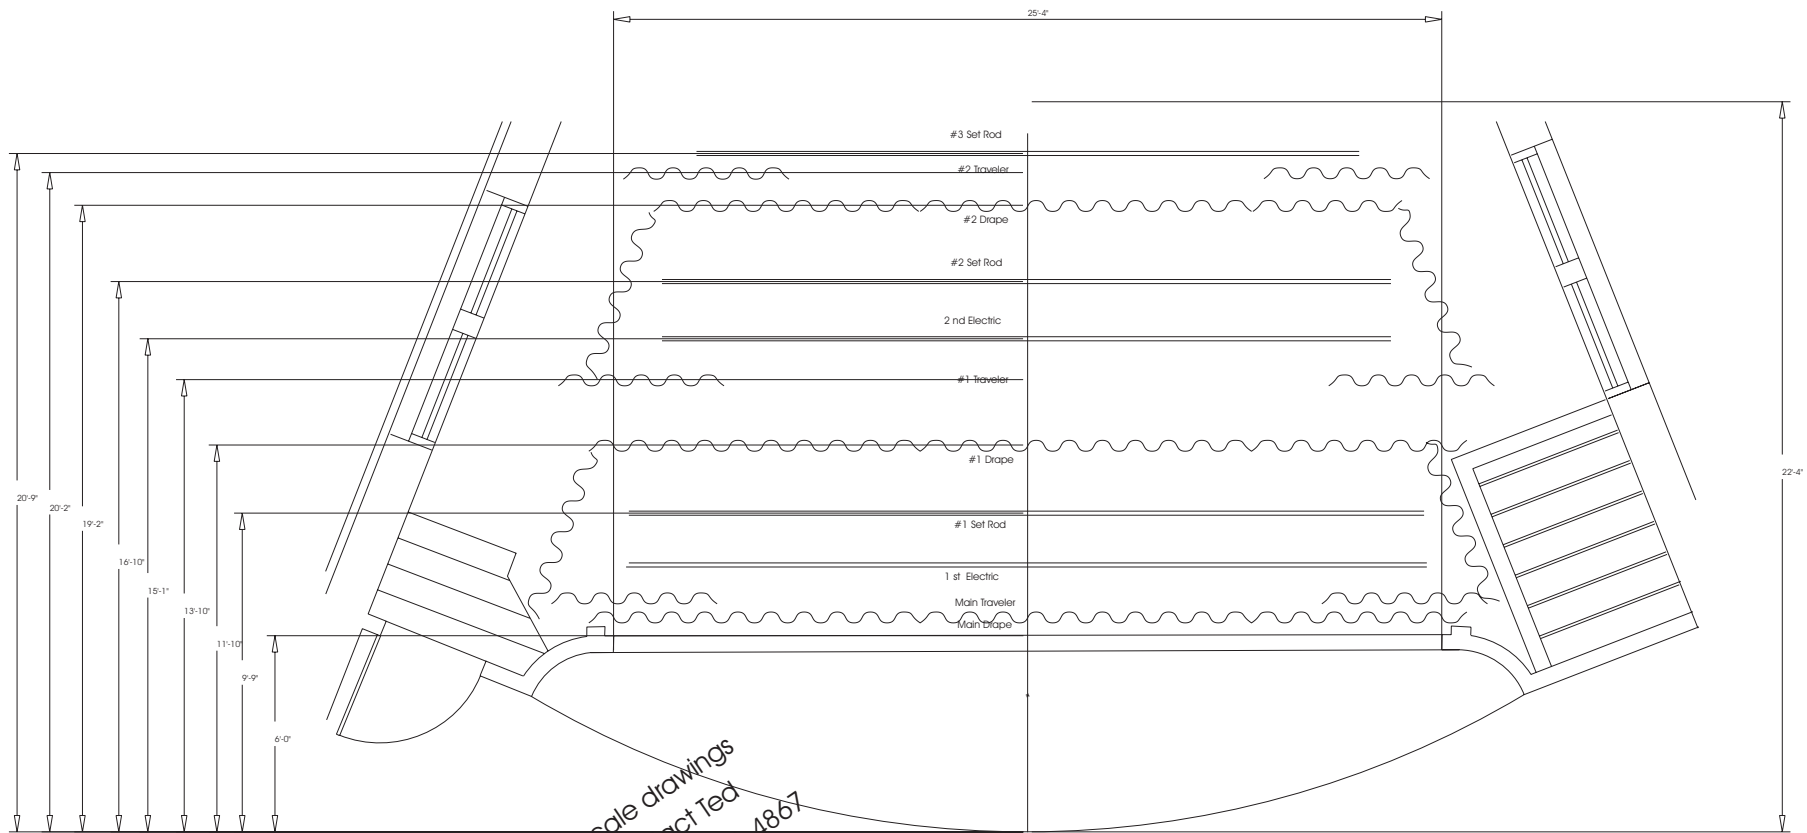 25'-4"
#3 Set Rod
#2 Traveler
#2 Drape
#2 Set Rod
2 nd Electric
#1 Traveler
#1 Drape
22'-4"
20'-9"
20'-2"
19'-2"
#1 Set Rod
16'-10"
1 st Electric
15'-1"
Main Traveler
13'-10"
Main Drape
11'-10"
9'-9"
6'-0"
drawings
Ted
4867